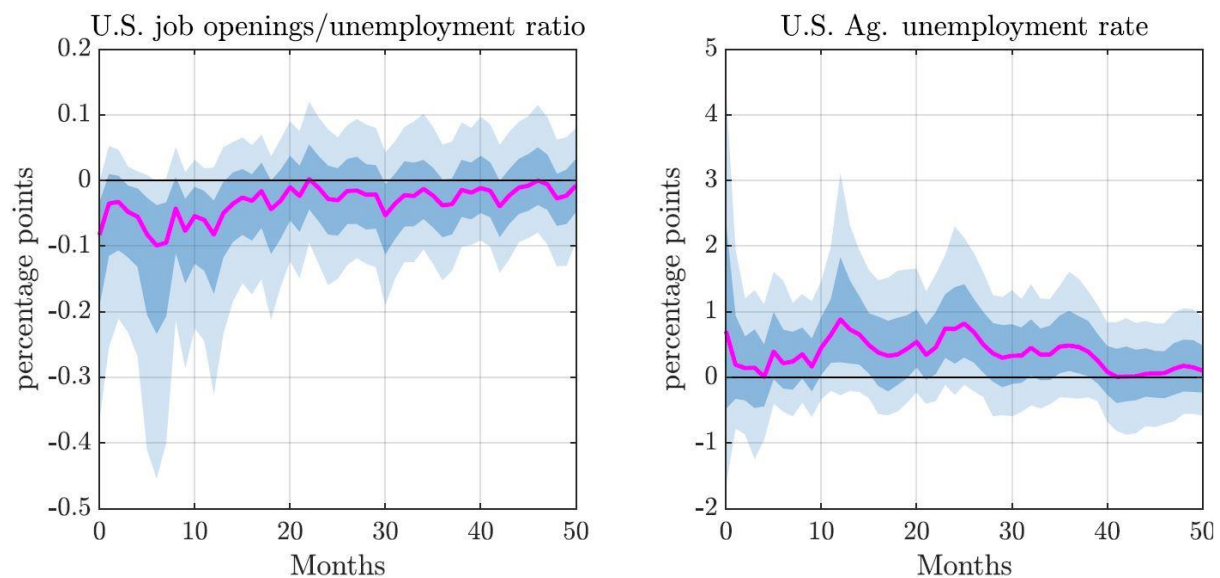 U.S. job openings/unemployment ratio
percentage points
0.2
0.1
0
-0.1
-0.2
-0.3
-0.4
-0.5
0 10 20 30 40 50
Months
U.S. Ag. unemployment rate
percentage points
5
4
3
2
1
0
-1
-2
0 10 20 30 40 50
Months